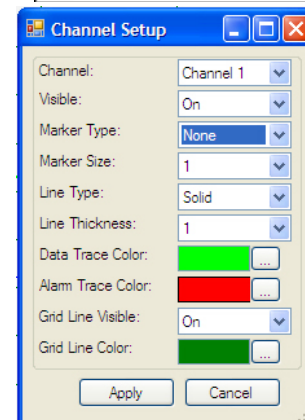 Channel Setup
Channel: Channel 1
Visible: On
Marker Type: None
Marker Size: 1
Line Type: Solid
Line Thickness: 1
Data Trace Color: ...
Alarm Trace Color: ...
Grid Line Visible: On
Grid Line Color: ...
Apply Cancel